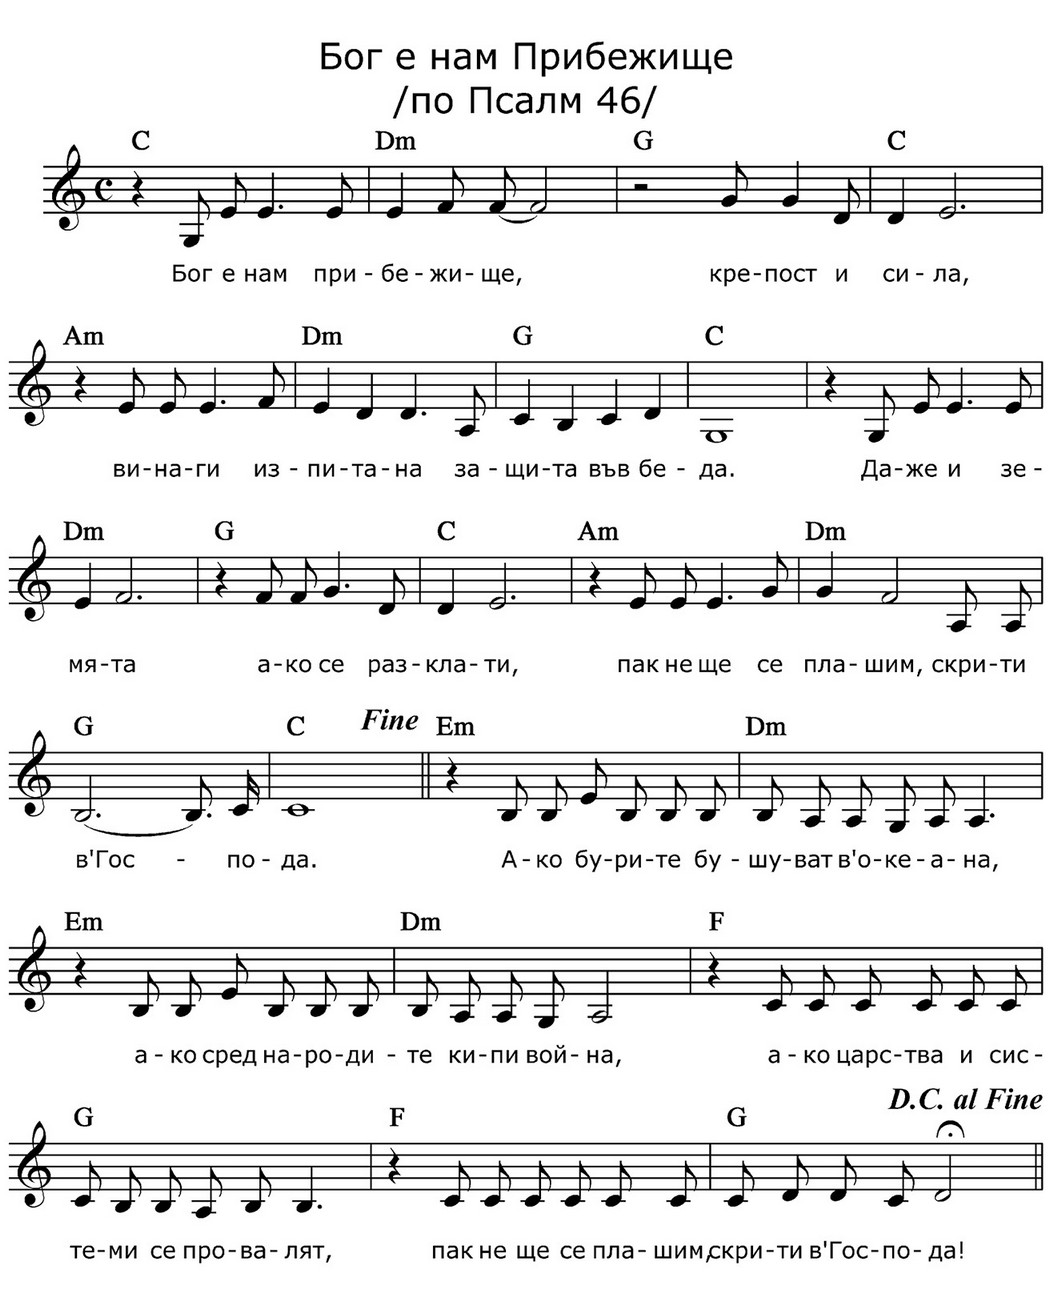 Бог е нам Прибежище
/по Псалм 46/
C Dm G C
Бог е нам при - бе - жи - ще, кре - пост и си - ла,
Am Dm G C
ви - на - ги из - пи - та - на за - щи - та във бе - да. Да - же и зе -
Dm G C Am Dm
мя - та а - ко се раз - кла - ти, пак не ще се пла - шим, скри - ти
G C Fine Em Dm
в'Гос - по - да. А - ко бу - ри - те бу - шу - ват в'о - ке - а - на,
Em Dm F
а - ко сред на - ро - ди - те ки - пи вой - на, а - ко царс - тва и сис -
D.C. al Fine
G F G
те - ми се про - ва - лят, пак не ще се пла - шим, скри - ти в'Гос - по - да!